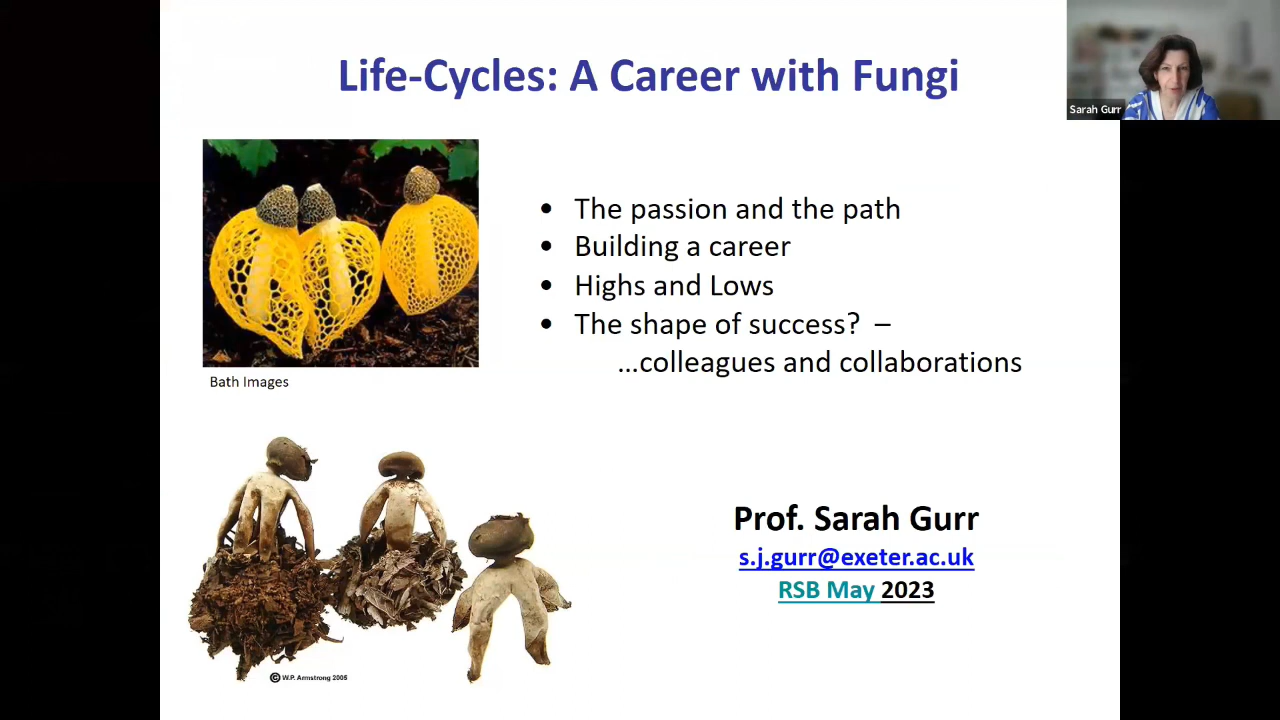 Life-Cycles: A Career with Fungi
Sarah Gurr
• The passion and the path
• Building a career
• Highs and Lows
• The shape of success? –
...colleagues and collaborations
Bath Images
Prof. Sarah Gurr
s.j.gurr@exeter.ac.uk
RSB May 2023
© W.P. Armstrong 2005